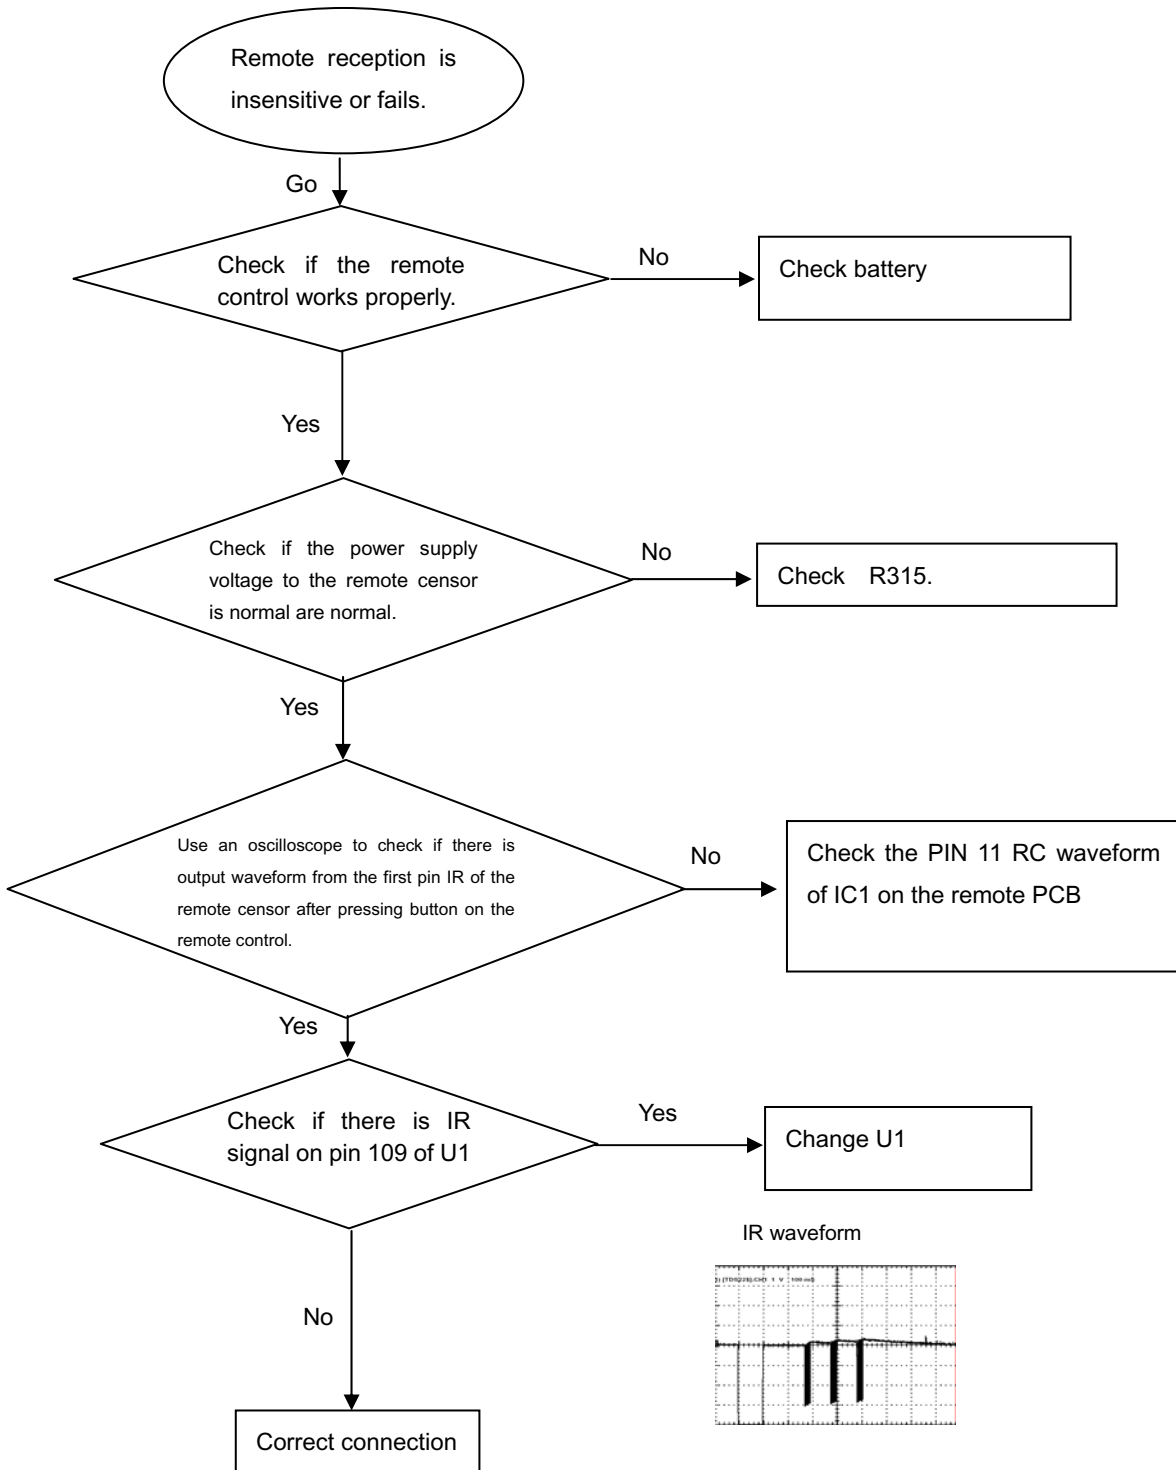 Remote reception is
insensitive or fails.
Go
Check if the remote
control works properly.
No
Check battery
Yes
Check if the power supply
voltage to the remote censor
is normal are normal.
No
Check R315.
Yes
Use an oscilloscope to check if there is
output waveform from the first pin IR of the
remote censor after pressing button on the
remote control.
No
Check the PIN 11 RC waveform
of IC1 on the remote PCB
Yes
Check if there is IR
signal on pin 109 of U1
Yes
Change U1
IR waveform
No
Correct connection